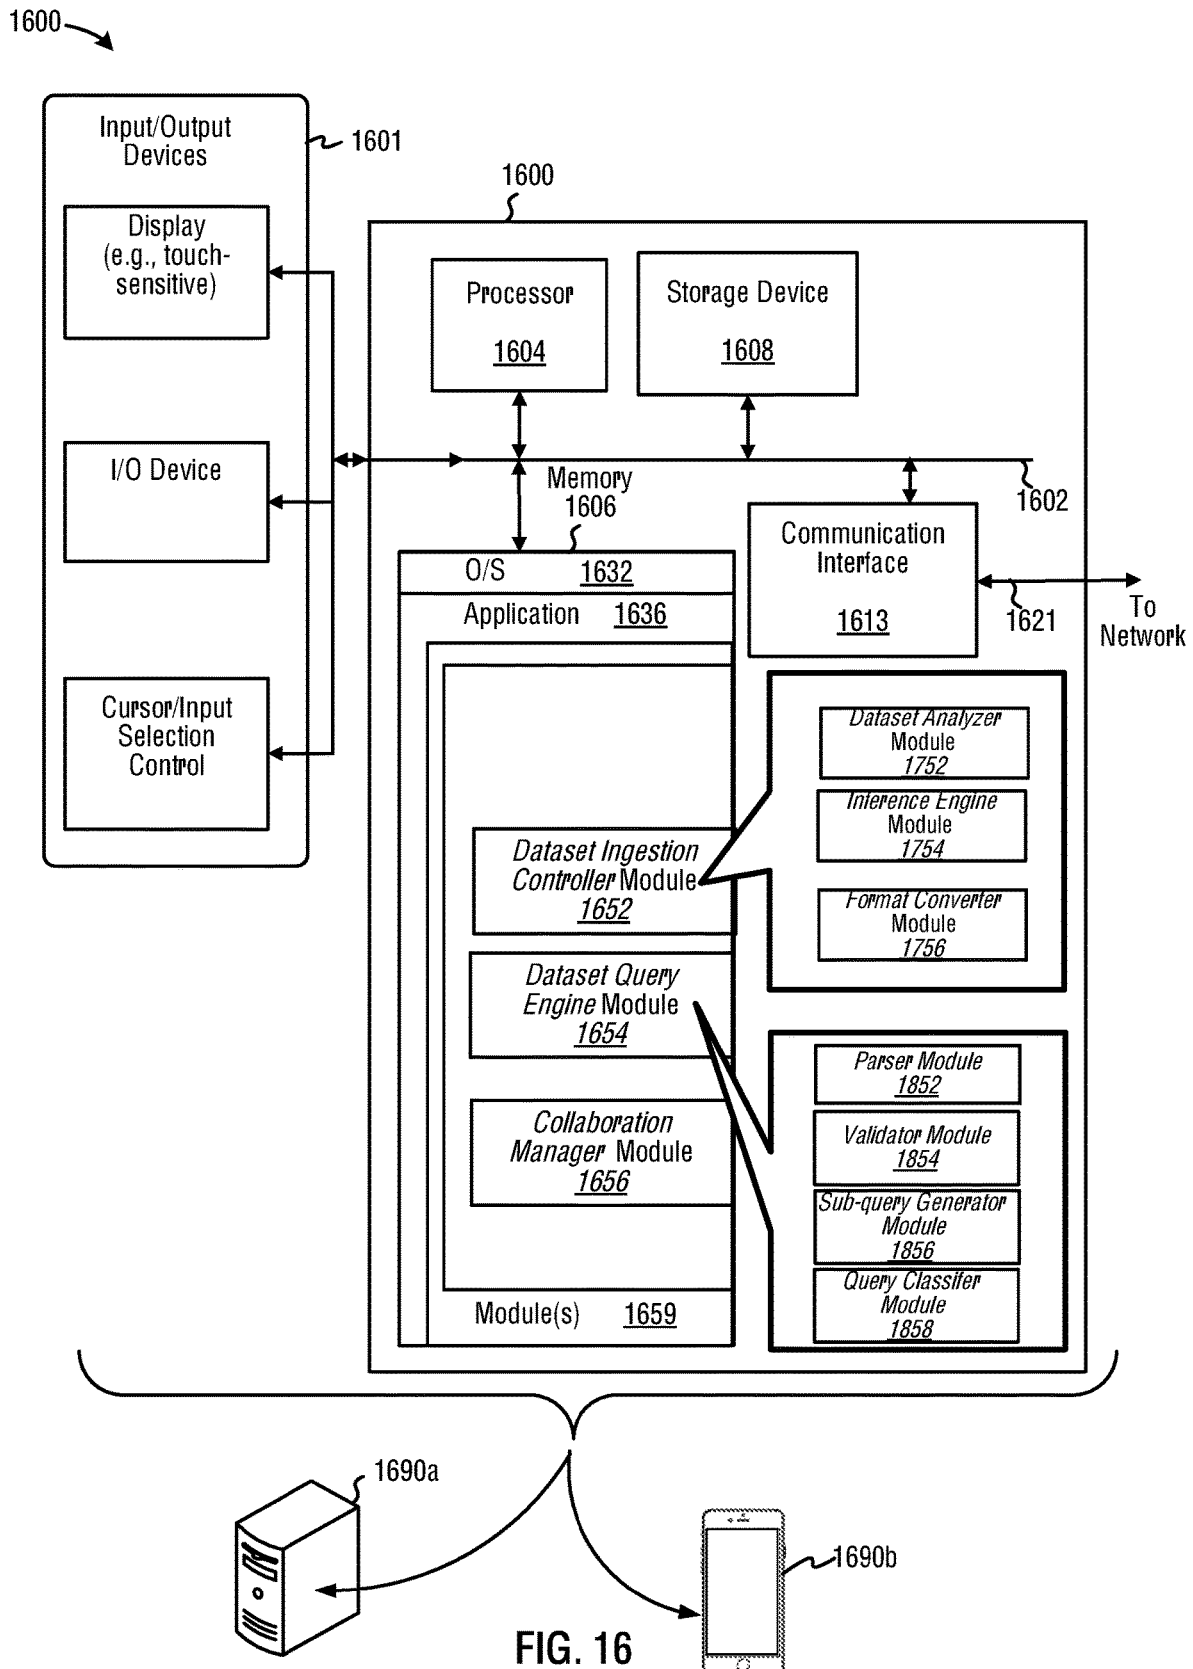 1600
Input/Output
Devices
1601
Display
(e.g., touch-
sensitive)
I/O Device
Cursor/Input
Selection
Control
1600
Processor
1604
Storage Device
1608
Memory
1606
1602
Communication
Interface
1613
1621
To
Network
O/S 1632
Application 1636
Dataset Ingestion
Controller Module
1652
Dataset Query
Engine Module
1654
Collaboration
Manager Module
1656
Module(s) 1659
Dataset Analyzer
Module
1752
Inference Engine
Module
1754
Format Converter
Module
1756
Parser Module
1852
Validator Module
1854
Sub-query Generator
Module
1856
Query Classifer
Module
1858
1690a
1690b
FIG. 16